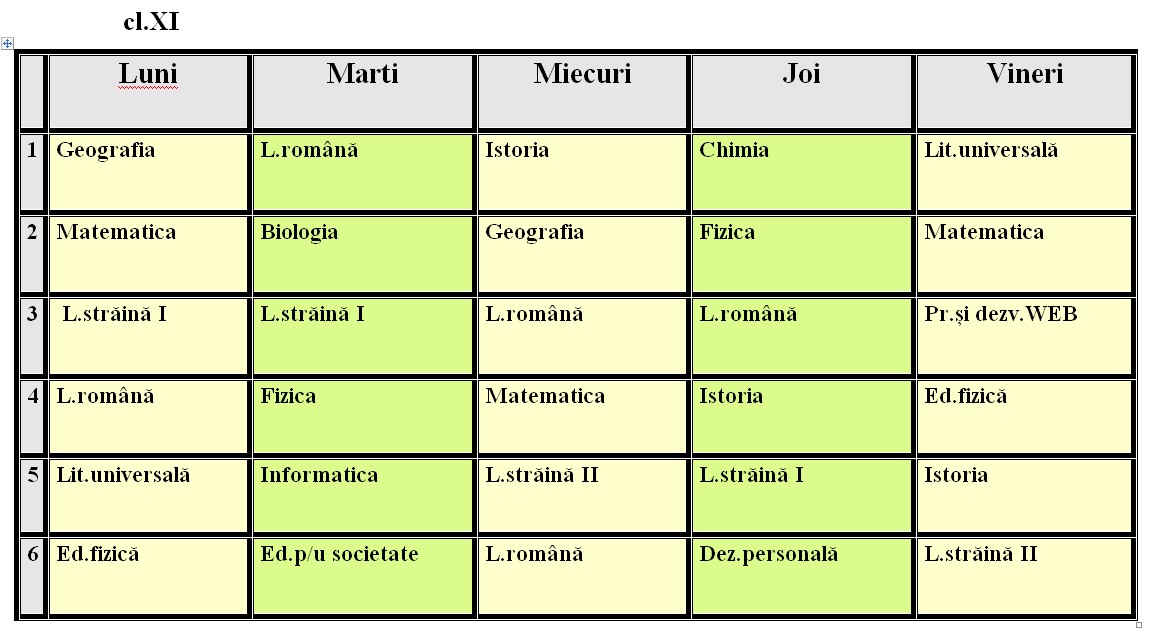 cl.XI
Luni Marti Miecuri Joi Vineri
1 Geografia L.română Istoria Chimia Lit.universală
2 Matematica Biologia Geografia Fizica Matematica
3 L.străină I L.străină I L.română L.română Pr.și dezv.WEB
4 L.română Fizica Matematica Istoria Ed.fizică
5 Lit.universală Informatica L.străină II L.străină I Istoria
6 Ed.fizică Ed.p/u societate L.română Dez.personală L.străină II